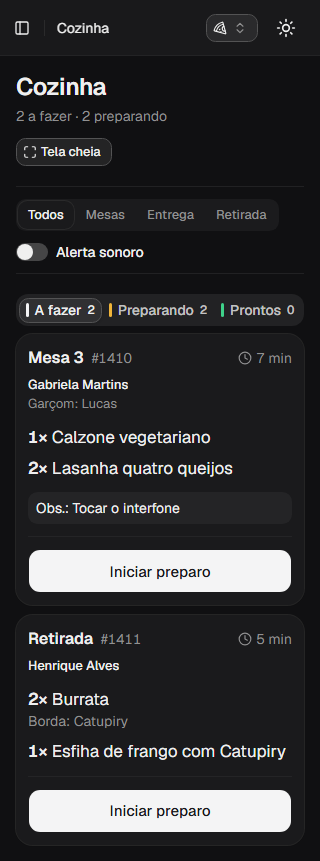 Cozinha
Cozinha
2 a fazer · 2 preparando
Tela cheia
Todos Mesas Entrega Retirada
Alerta sonoro
A fazer 2 Preparando 2 Prontos 0
Mesa 3 #1410 7 min
Gabriela Martins
Garçom: Lucas
1× Calzone vegetariano
2× Lasanha quatro queijos
Obs.: Tocar o interfone
Iniciar preparo
Retirada #1411 5 min
Henrique Alves
2× Burrata
Borda: Catupiry
1× Esfiha de frango com Catupiry
Iniciar preparo